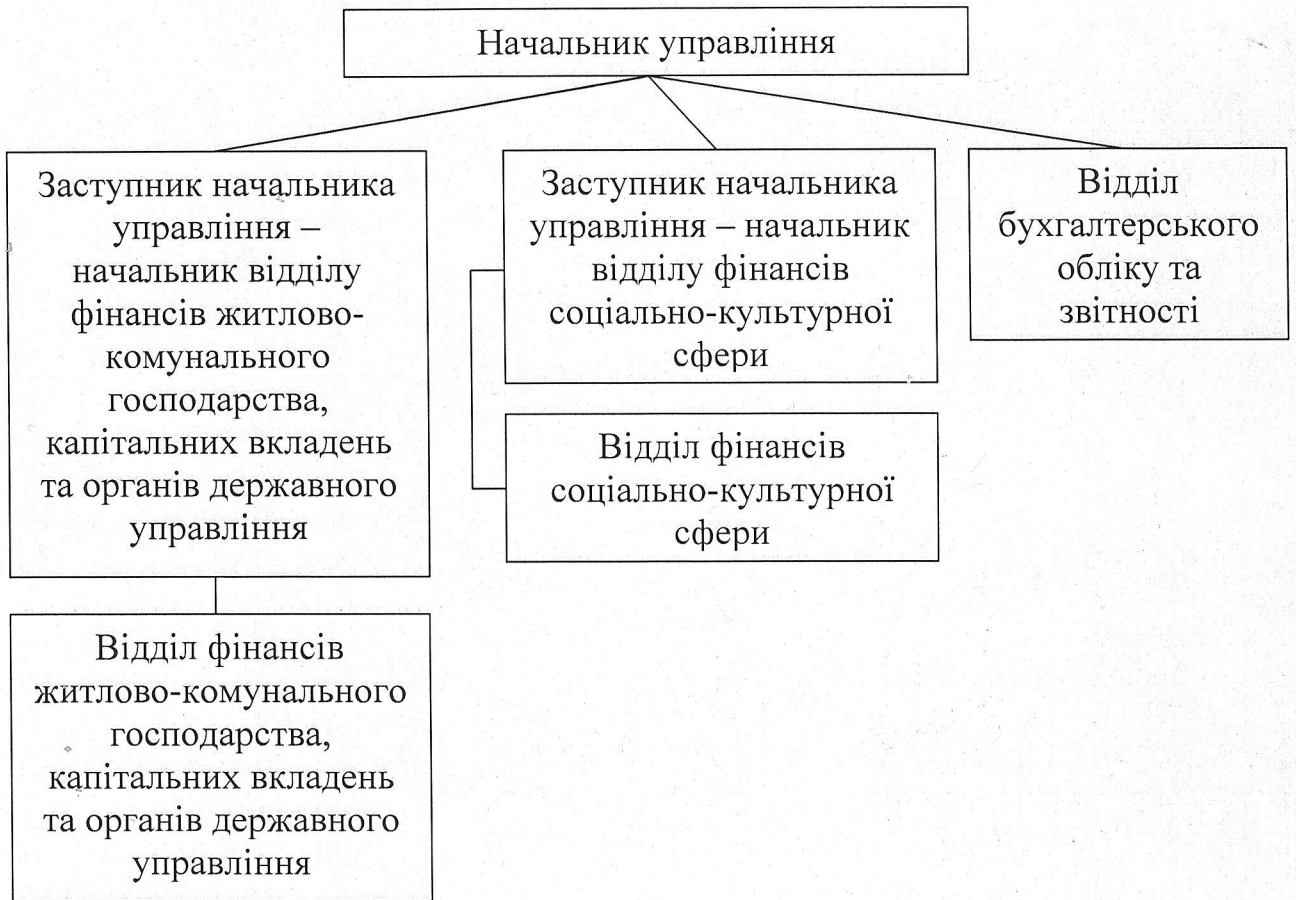 Начальник управління
Заступник начальника
управління –
начальник відділу
фінансів житлово-
комунального
господарства,
капітальних вкладень
та органів державного
управління
Заступник начальника
управління – начальник
відділу фінансів
соціально-культурної
сфери
Відділ
бухгалтерського
обліку та
звітності
Відділ фінансів
соціально-культурної
сфери
Відділ фінансів
житлово-комунального
господарства,
капітальних вкладень
та органів державного
управління